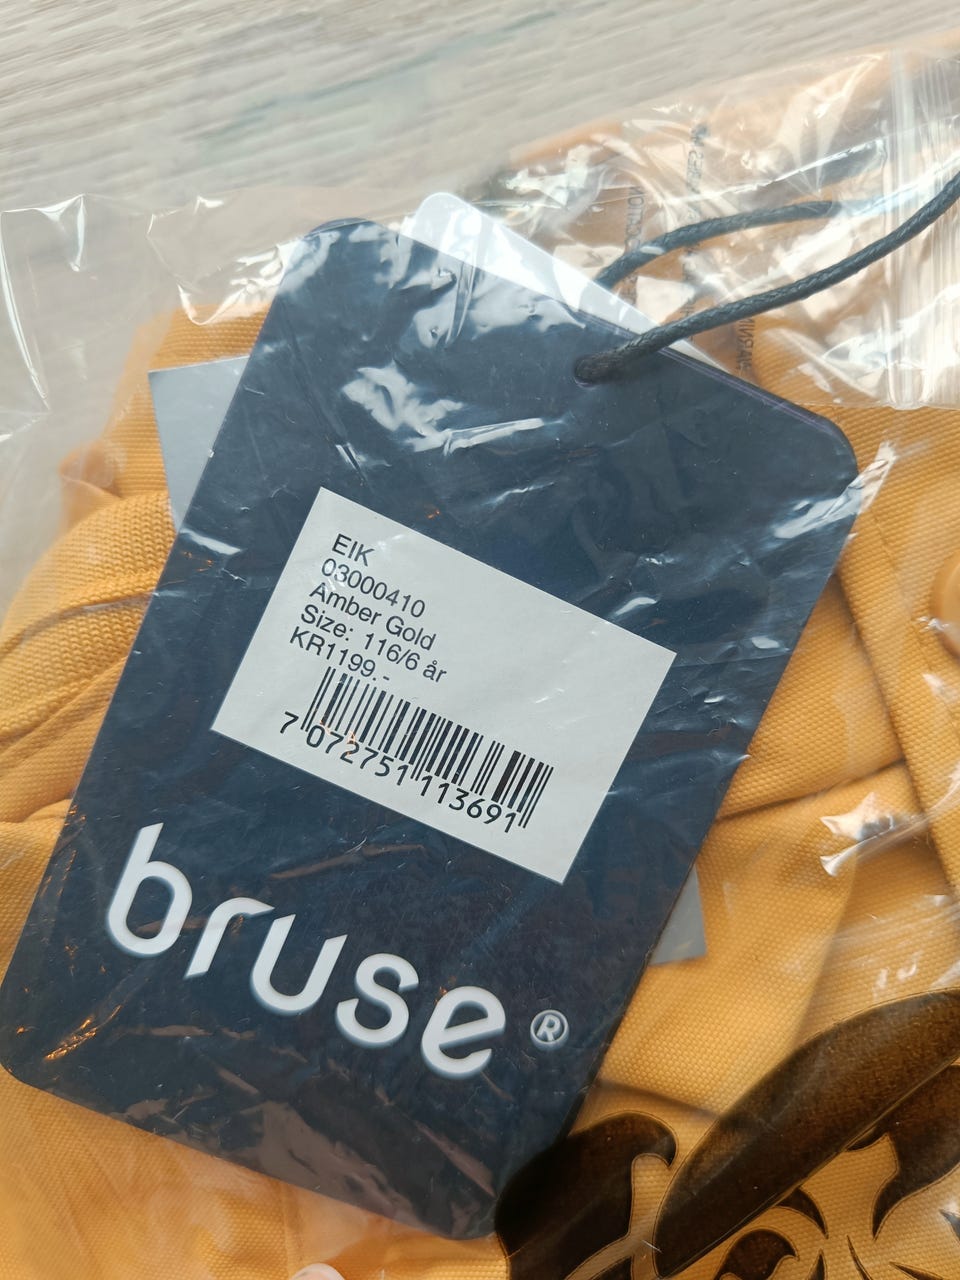 EIK
03000410
Amber Gold
Size: 116/6 år
KR1199.-
7 072751 113691
bruse ®